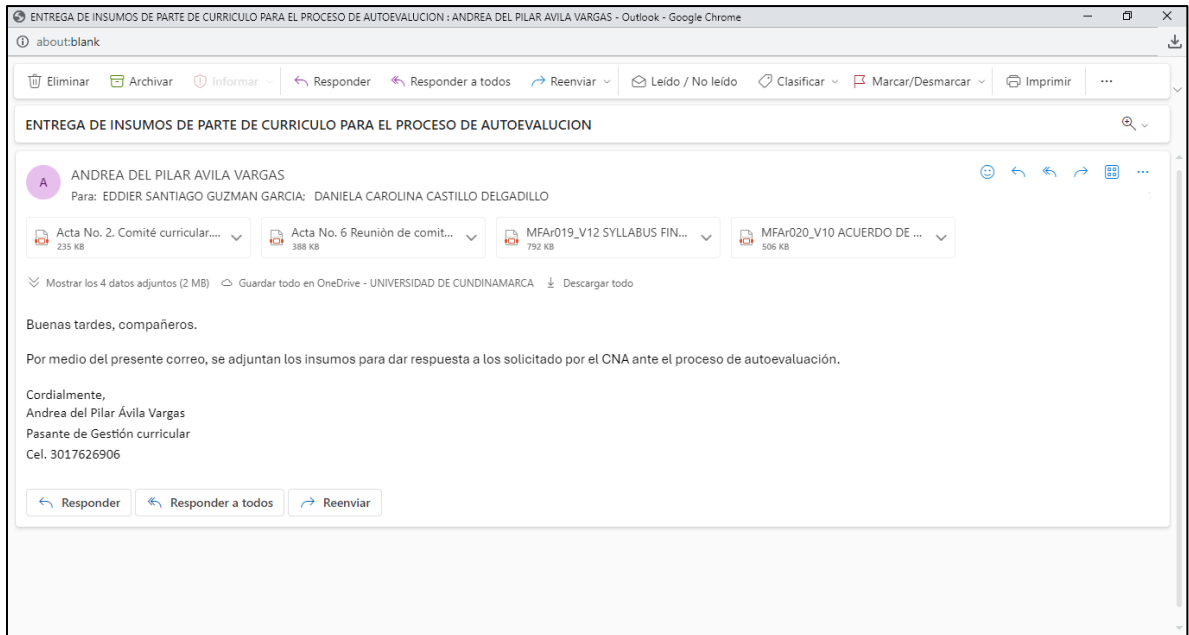 ENTREGA DE INSUMOS DE PARTE DE CURRICULO PARA EL PROCESO DE AUTOEVALUCION : ANDREA DEL PILAR AVILA VARGAS - Outlook - Google Chrome
about:blank
Eliminar Archivar Informar Responder Responder a todos Reenviar Leído / No leído Clasificar Marcar/Desmarcar Imprimir ...
ENTREGA DE INSUMOS DE PARTE DE CURRICULO PARA EL PROCESO DE AUTOEVALUCION
A ANDREA DEL PILAR AVILA VARGAS
Para: EDDIER SANTIAGO GUZMAN GARCIA; DANIELA CAROLINA CASTILLO DELGADILLO
Acta No. 2. Comité curricular.... Acta No. 6 Reunión de comit... MFAr019_V12 SYLLABUS FIN... MFAr020_V10 ACUERDO DE ...
235 KB 388 KB 792 KB 506 KB
Mostrar los 4 datos adjuntos (2 MB) Guardar todo en OneDrive - UNIVERSIDAD DE CUNDINAMARCA Descargar todo
Buenas tardes, compañeros.
Por medio del presente correo, se adjuntan los insumos para dar respuesta a los solicitado por el CNA ante el proceso de autoevaluación.
Cordialmente,
Andrea del Pilar Ávila Vargas
Pasante de Gestión curricular
Cel. 3017626906
Responder Responder a todos Reenviar